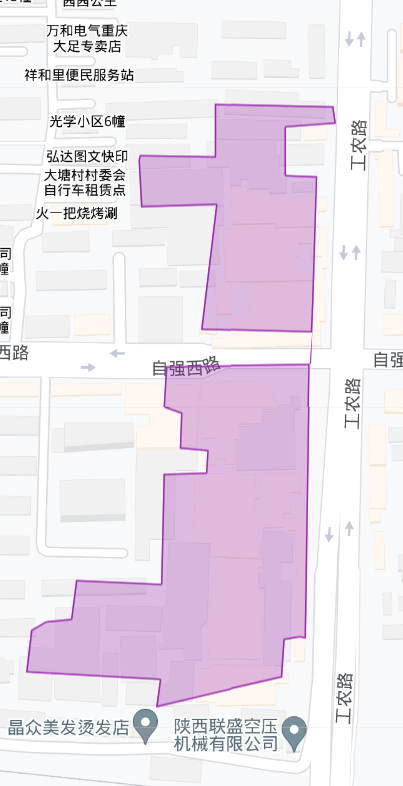 西西公主
万和电气重庆
大足专卖店
祥和里便民服务站
光学小区6幢
工农路
弘达图文快印
大塘村村委会
自行车租赁点
火一把烧烤涮
司
幢
司
幢
西路
自强西路
自强
工农路
工农路
晶众美发烫发店
陕西联盛空压
机械有限公司